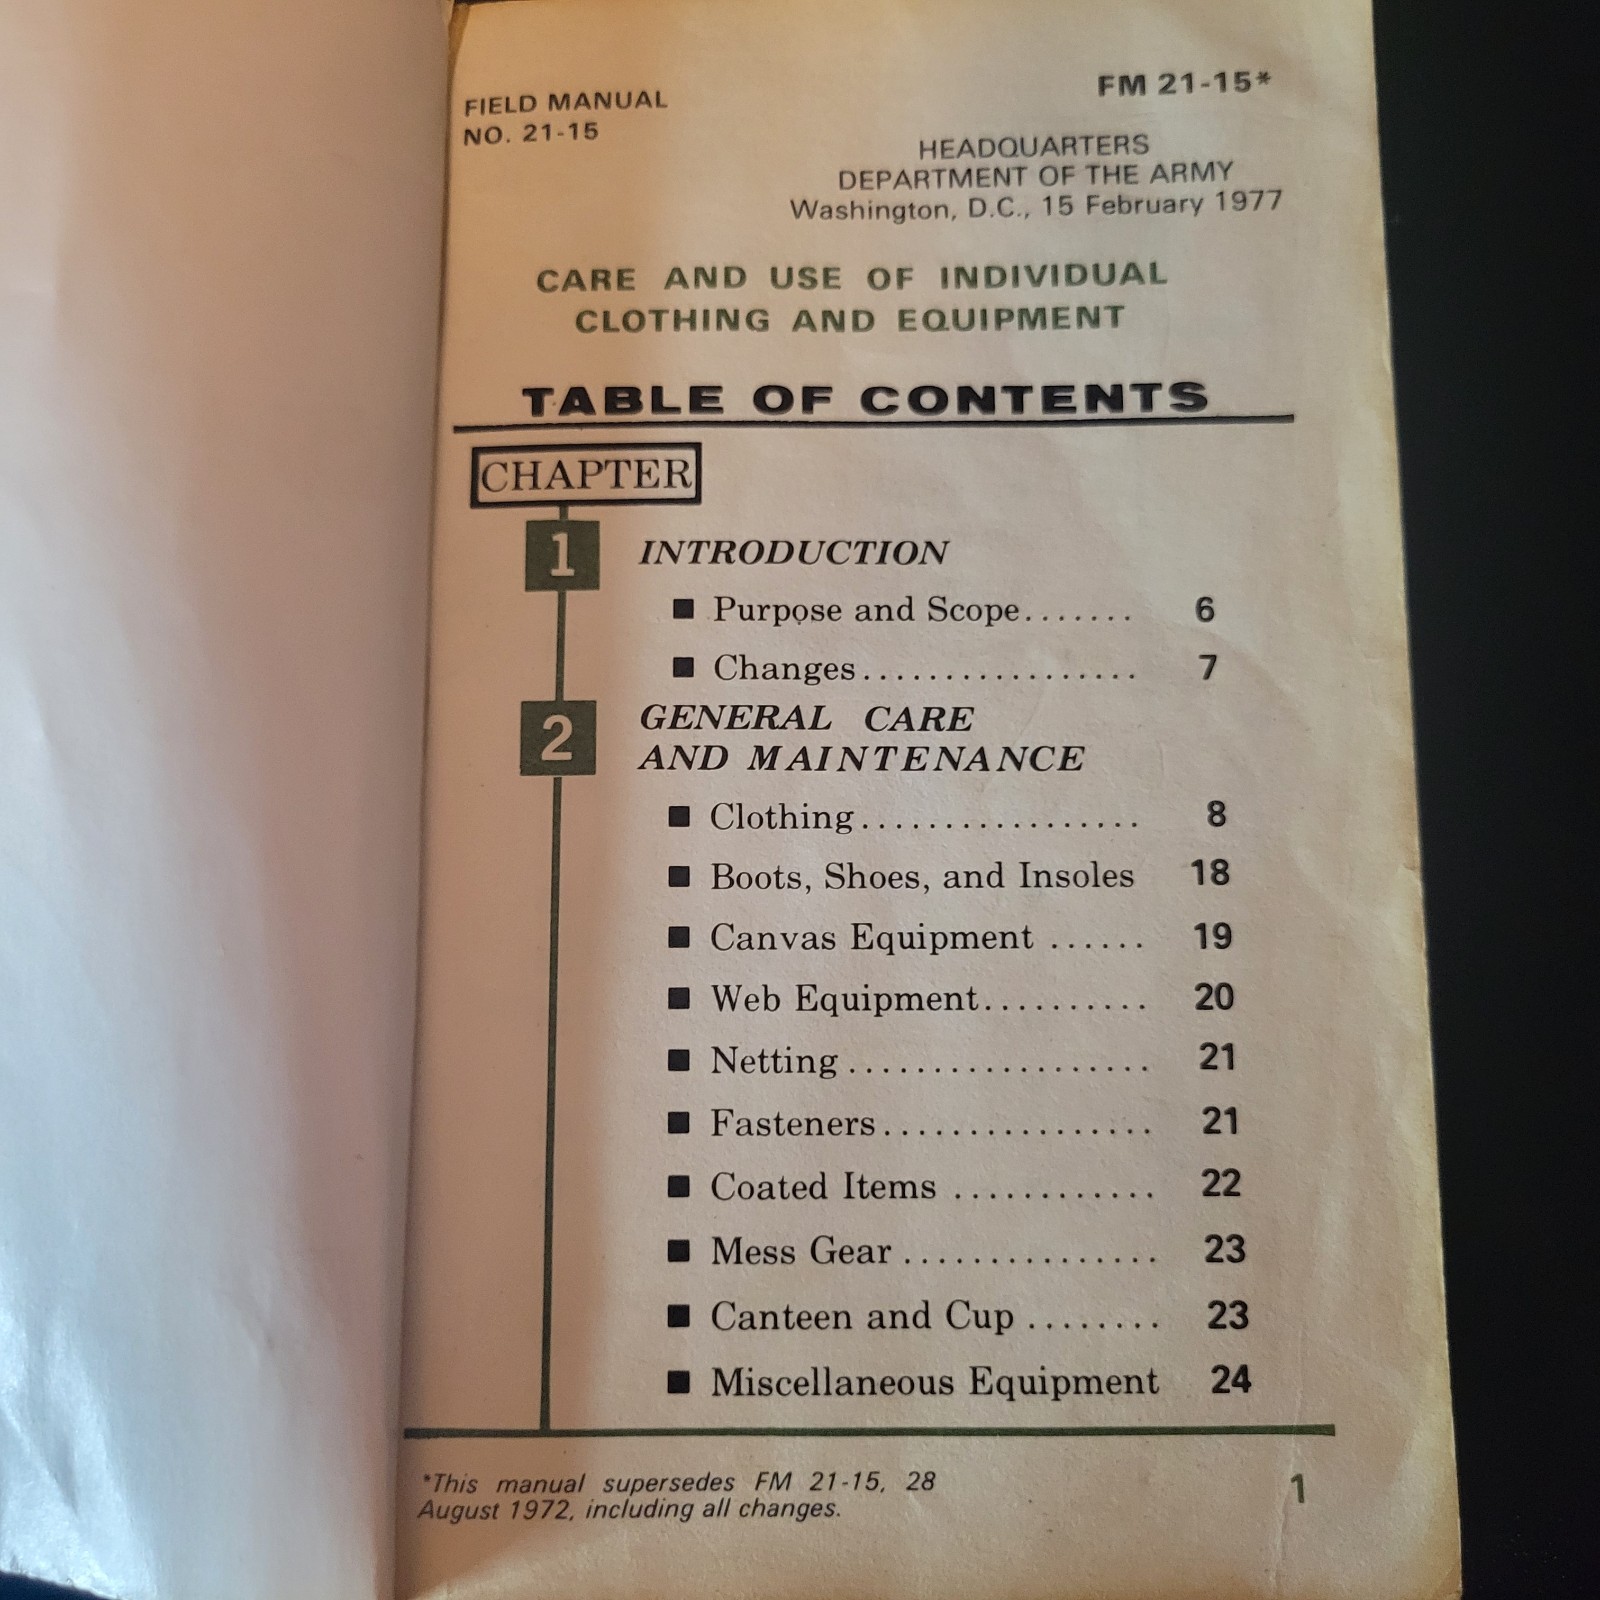 FIELD MANUAL
NO. 21-15
FM 21-15*
HEADQUARTERS
DEPARTMENT OF THE ARMY
Washington, D.C., 15 February 1977
CARE AND USE OF INDIVIDUAL
CLOTHING AND EQUIPMENT
TABLE OF CONTENTS
CHAPTER
1 INTRODUCTION
■ Purpose and Scope....... 6
■ Changes................. 7
2 GENERAL CARE
AND MAINTENANCE
■ Clothing................. 8
■ Boots, Shoes, and Insoles 18
■ Canvas Equipment ...... 19
■ Web Equipment.......... 20
■ Netting .................. 21
■ Fasteners................ 21
■ Coated Items ............ 22
■ Mess Gear ............... 23
■ Canteen and Cup ........ 23
■ Miscellaneous Equipment 24
*This manual supersedes FM 21-15, 28
August 1972, including all changes.
1